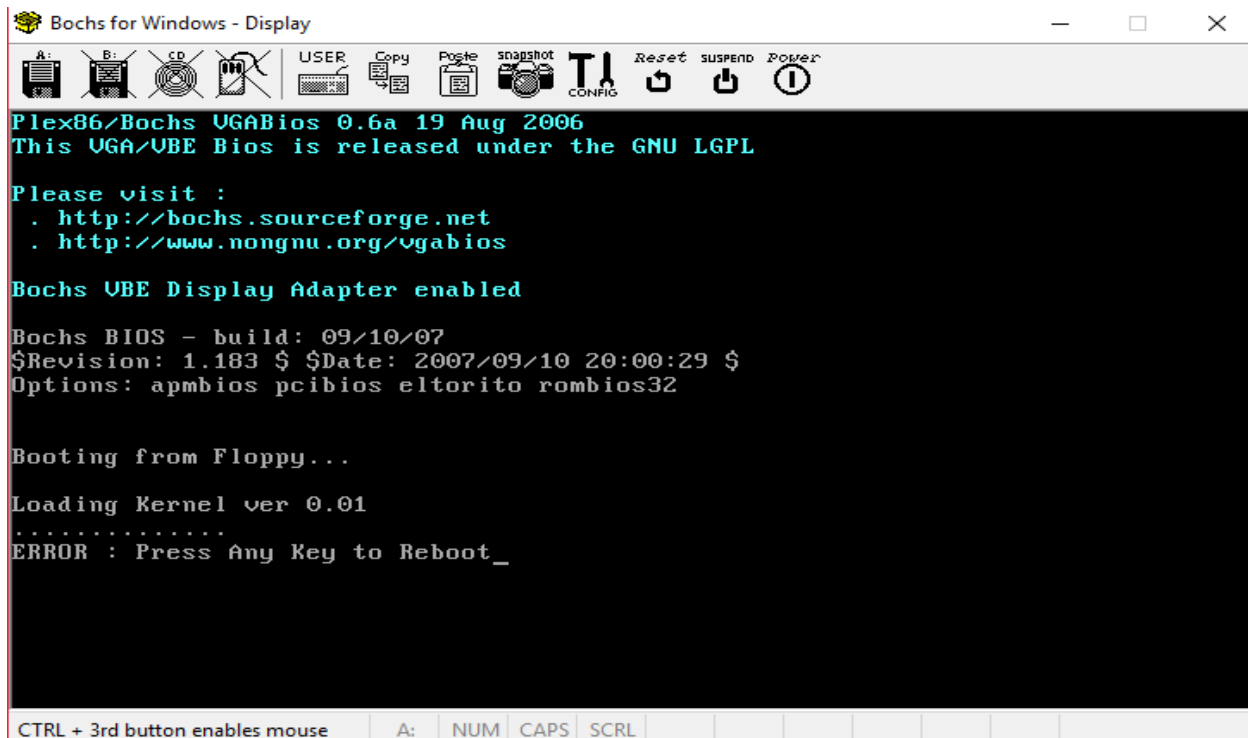 Bochs for Windows - Display
A: B: CD USER Copy Paste snapshot CONFIG Reset SUSPEND Power
Plex86/Bochs VGABios 0.6a 19 Aug 2006
This VGA/VBE Bios is released under the GNU LGPL
Please visit :
. http://bochs.sourceforge.net
. http://www.nongnu.org/vgabios
Bochs VBE Display Adapter enabled
Bochs BIOS - build: 09/10/07
$Revision: 1.183 $ $Date: 2007/09/10 20:00:29 $
Options: apmbios pcibios eltorito rombios32
Booting from Floppy...
Loading Kernel ver 0.01
..............
ERROR : Press Any Key to Reboot_
CTRL + 3rd button enables mouse A: NUM CAPS SCRL